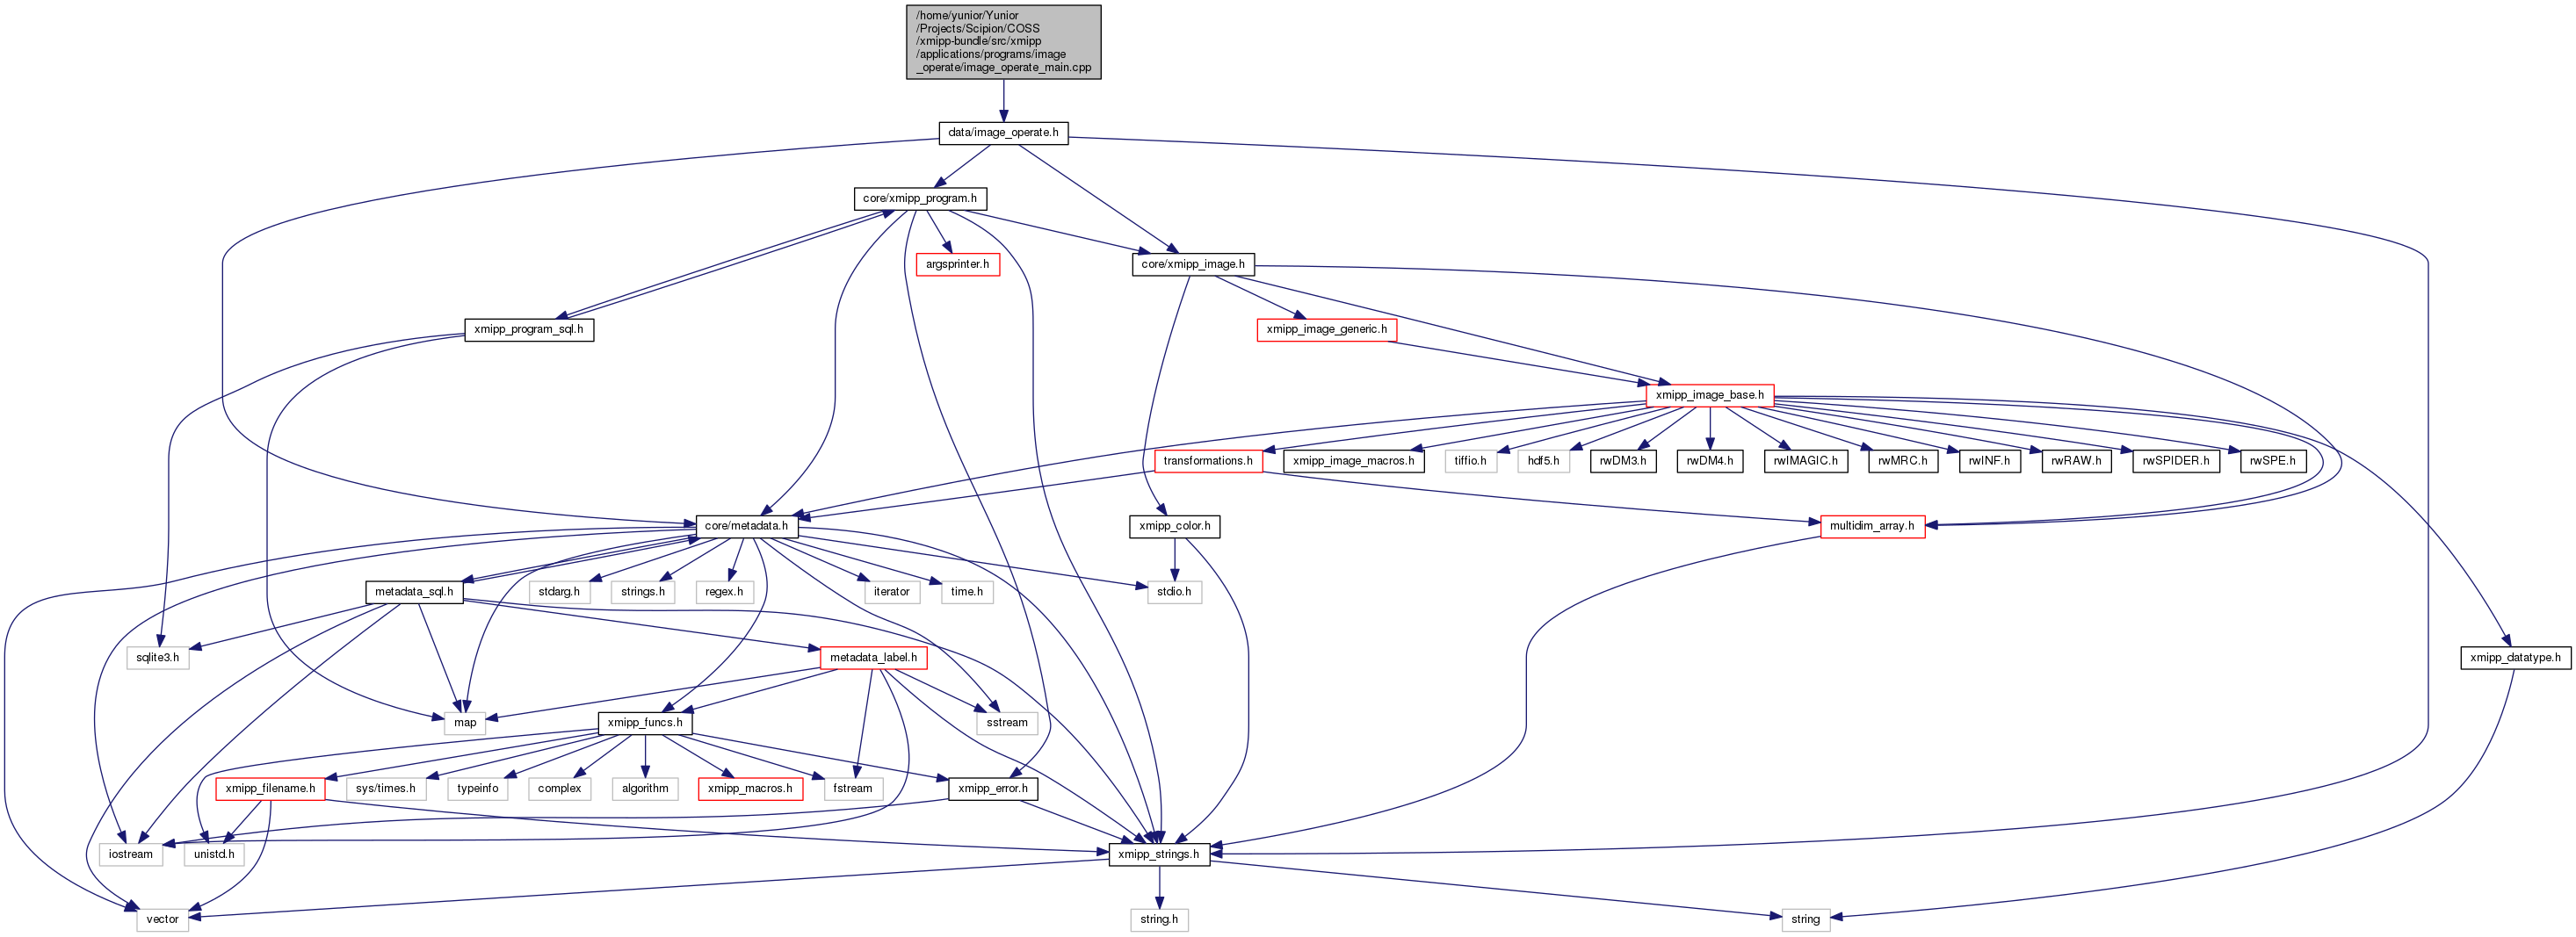 /home/yunior/Yunior
/Projects/Scipion/COSS
/xmipp-bundle/src/xmipp
/applications/programs/image
_operate/image_operate_main.cpp
data/image_operate.h
core/xmipp_program.h
argsprinter.h
core/xmipp_image.h
xmipp_program_sql.h
xmipp_image_generic.h
xmipp_image_base.h
transformations.h
xmipp_image_macros.h
tiffio.h
hdf5.h
rwDM3.h
rwDM4.h
rwIMAGIC.h
rwMRC.h
rwINF.h
rwRAW.h
rwSPIDER.h
rwSPE.h
core/metadata.h
xmipp_color.h
multidim_array.h
metadata_sql.h
stdarg.h
strings.h
regex.h
iterator
time.h
stdio.h
sqlite3.h
metadata_label.h
xmipp_datatype.h
map
xmipp_funcs.h
sstream
xmipp_filename.h
sys/times.h
typeinfo
complex
algorithm
xmipp_macros.h
fstream
xmipp_error.h
iostream
unistd.h
xmipp_strings.h
vector
string.h
string